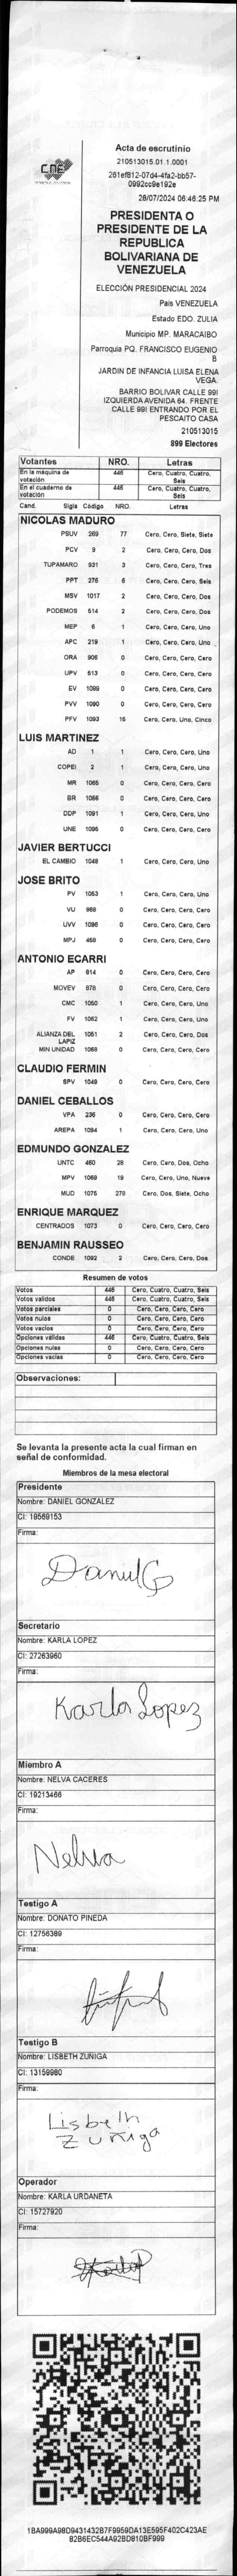 CNE
Acta de escrutinio
210513015.01.1.0001
261ef812-07d4-4fa2-bb57-
0992cc9e192e
28/07/2024 06:46:25 PM
PRESIDENTA O
PRESIDENTE DE LA
REPUBLICA
BOLIVARIANA DE
VENEZUELA
ELECCIÓN PRESIDENCIAL 2024
Pais VENEZUELA
Estado EDO. ZULIA
Municipio MP. MARACAIBO
Parroquia PQ. FRANCISCO EUGENIO
B
JARDIN DE INFANCIA LUISA ELENA
VEGA.
BARRIO BOLIVAR CALLE 99I
IZQUIERDA AVENIDA 64. FRENTE
CALLE 99I ENTRANDO POR EL
PESCAITO CASA
210513015
899 Electores
Votantes NRO. Letras
En la máquina de votación 446 Cero, Cuatro, Cuatro, Seis
En el cuaderno de votación 446 Cero, Cuatro, Cuatro, Seis
Cand. Sigla Código NRO. Letras
NICOLAS MADURO
PSUV 269 77 Cero, Cero, Siete, Siete
PCV 9 2 Cero, Cero, Cero, Dos
TUPAMARO 931 3 Cero, Cero, Cero, Tres
PPT 276 6 Cero, Cero, Cero, Seis
MSV 1017 2 Cero, Cero, Cero, Dos
PODEMOS 514 2 Cero, Cero, Cero, Dos
MEP 6 1 Cero, Cero, Cero, Uno
APC 219 1 Cero, Cero, Cero, Uno
ORA 906 0 Cero, Cero, Cero, Cero
UPV 513 0 Cero, Cero, Cero, Cero
EV 1089 0 Cero, Cero, Cero, Cero
PVV 1090 0 Cero, Cero, Cero, Cero
PFV 1093 15 Cero, Cero, Uno, Cinco
LUIS MARTINEZ
AD 1 1 Cero, Cero, Cero, Uno
COPEI 2 1 Cero, Cero, Cero, Uno
MR 1065 0 Cero, Cero, Cero, Cero
BR 1066 0 Cero, Cero, Cero, Cero
DDP 1091 1 Cero, Cero, Cero, Uno
UNE 1095 0 Cero, Cero, Cero, Cero
JAVIER BERTUCCI
EL CAMBIO 1048 1 Cero, Cero, Cero, Uno
JOSE BRITO
PV 1053 1 Cero, Cero, Cero, Uno
VU 968 0 Cero, Cero, Cero, Cero
UVV 1096 0 Cero, Cero, Cero, Cero
MPJ 459 0 Cero, Cero, Cero, Cero
ANTONIO ECARRI
AP 814 0 Cero, Cero, Cero, Cero
MOVEV 878 0 Cero, Cero, Cero, Cero
CMC 1050 1 Cero, Cero, Cero, Uno
FV 1062 1 Cero, Cero, Cero, Uno
ALIANZA DEL LAPIZ 1051 2 Cero, Cero, Cero, Dos
MIN UNIDAD 1068 0 Cero, Cero, Cero, Cero
CLAUDIO FERMIN
SPV 1049 0 Cero, Cero, Cero, Cero
DANIEL CEBALLOS
VPA 236 0 Cero, Cero, Cero, Cero
AREPA 1094 1 Cero, Cero, Cero, Uno
EDMUNDO GONZALEZ
UNTC 460 28 Cero, Cero, Dos, Ocho
MPV 1069 19 Cero, Cero, Uno, Nueve
MUD 1075 278 Cero, Dos, Siete, Ocho
ENRIQUE MARQUEZ
CENTRADOS 1073 0 Cero, Cero, Cero, Cero
BENJAMIN RAUSSEO
CONDE 1092 2 Cero, Cero, Cero, Dos
Resumen de votos
Votos 446 Cero, Cuatro, Cuatro, Seis
Votos validos 446 Cero, Cuatro, Cuatro, Seis
Votos parciales 0 Cero, Cero, Cero, Cero
Votos nulos 0 Cero, Cero, Cero, Cero
Votos vacios 0 Cero, Cero, Cero, Cero
Opciones válidas 446 Cero, Cuatro, Cuatro, Seis
Opciones nulas 0 Cero, Cero, Cero, Cero
Opciones vacias 0 Cero, Cero, Cero, Cero
Observaciones:
Se levanta la presente acta la cual firman en
señal de conformidad.
Miembros de la mesa electoral
Presidente
Nombre: DANIEL GONZALEZ
CI: 19569153
Firma:
Daniel G
Secretario
Nombre: KARLA LOPEZ
CI: 27263960
Firma:
Karla Lopez
Miembro A
Nombre: NELVA CACERES
CI: 19213466
Firma:
Nelva
Testigo A
Nombre: DONATO PINEDA
CI: 12756389
Firma:
Testigo B
Nombre: LISBETH ZUÑIGA
CI: 13159980
Firma:
Lisbeth
Zuñiga
Operador
Nombre: KARLA URDANETA
CI: 15727920
Firma:
1BA999A98D9431432B7F9959DA13E595F402C423AE
82B6EC544A92BD810BF999